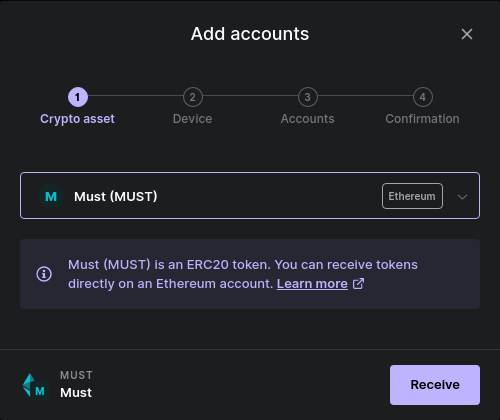 Add accounts
1
2
3
4
Crypto asset
Device
Accounts
Confirmation
M Must (MUST) Ethereum
Must (MUST) is an ERC20 token. You can receive tokens
directly on an Ethereum account. Learn more
M
MUST
Must
Receive